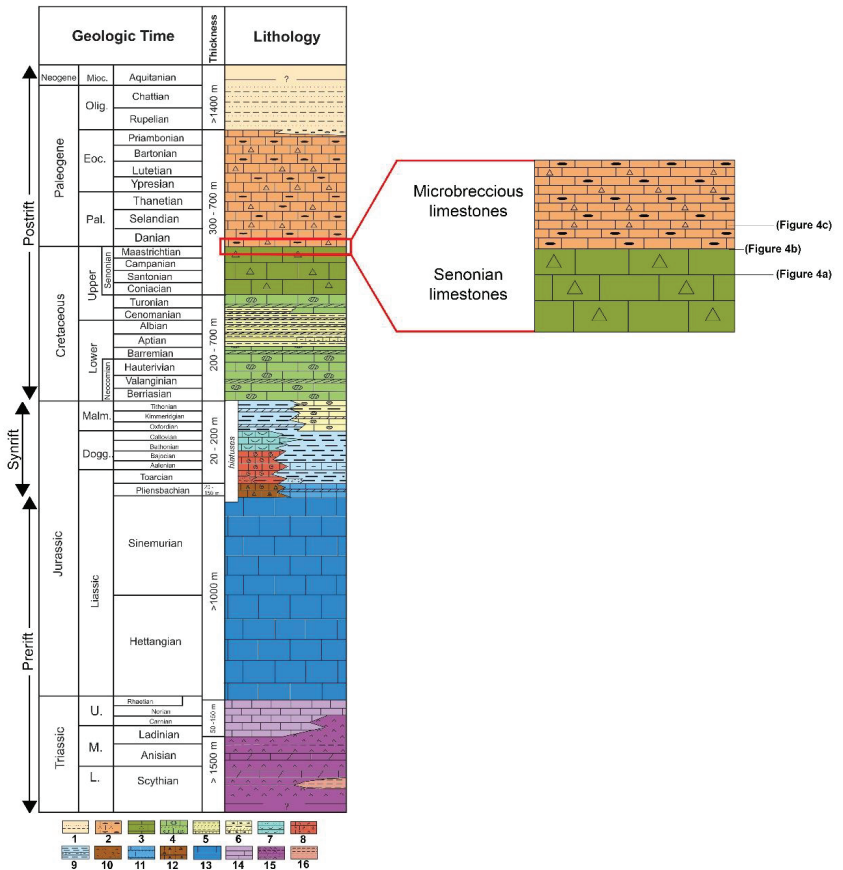 Geologic Time
Thickness
Lithology
Neogene
Mioc.
Aquitanian
?
Paleogene
Olig.
Chattian
Rupelian
>1400 m
Eoc.
Priambonian
Bartonian
Lutetian
Ypresian
Pal.
Thanetian
Selandian
Danian
300 - 700 m
Postrift
Cretaceous
Upper
Senonian
Maastrichtian
Campanian
Santonian
Coniacian
Turonian
Cenomanian
Lower
Albian
Aptian
Barremian
Neocomian
Hauterivian
Valanginian
Berriasian
200 - 700 m
Synrift
Jurassic
Malm.
Tithonian
Kimmeridgian
Oxfordian
Dogg..
Callovian
Bathonian
Bajocian
Aalenian
20 - 200 m
hiatuses
Liassic
Toarcian
Pliensbachian
Sinemurian
Hettangian
>1000 m
Prerift
Triassic
U.
Rhaetian
Norian
Carnian
50 -150 m
M.
Ladinian
Anisian
L.
Scythian
> 1500 m
?
Microbreccious
limestones
Senonian
limestones
(Figure 4c)
(Figure 4b)
(Figure 4a)
1 2 3 4 5 6 7 8
9 10 11 12 13 14 15 16